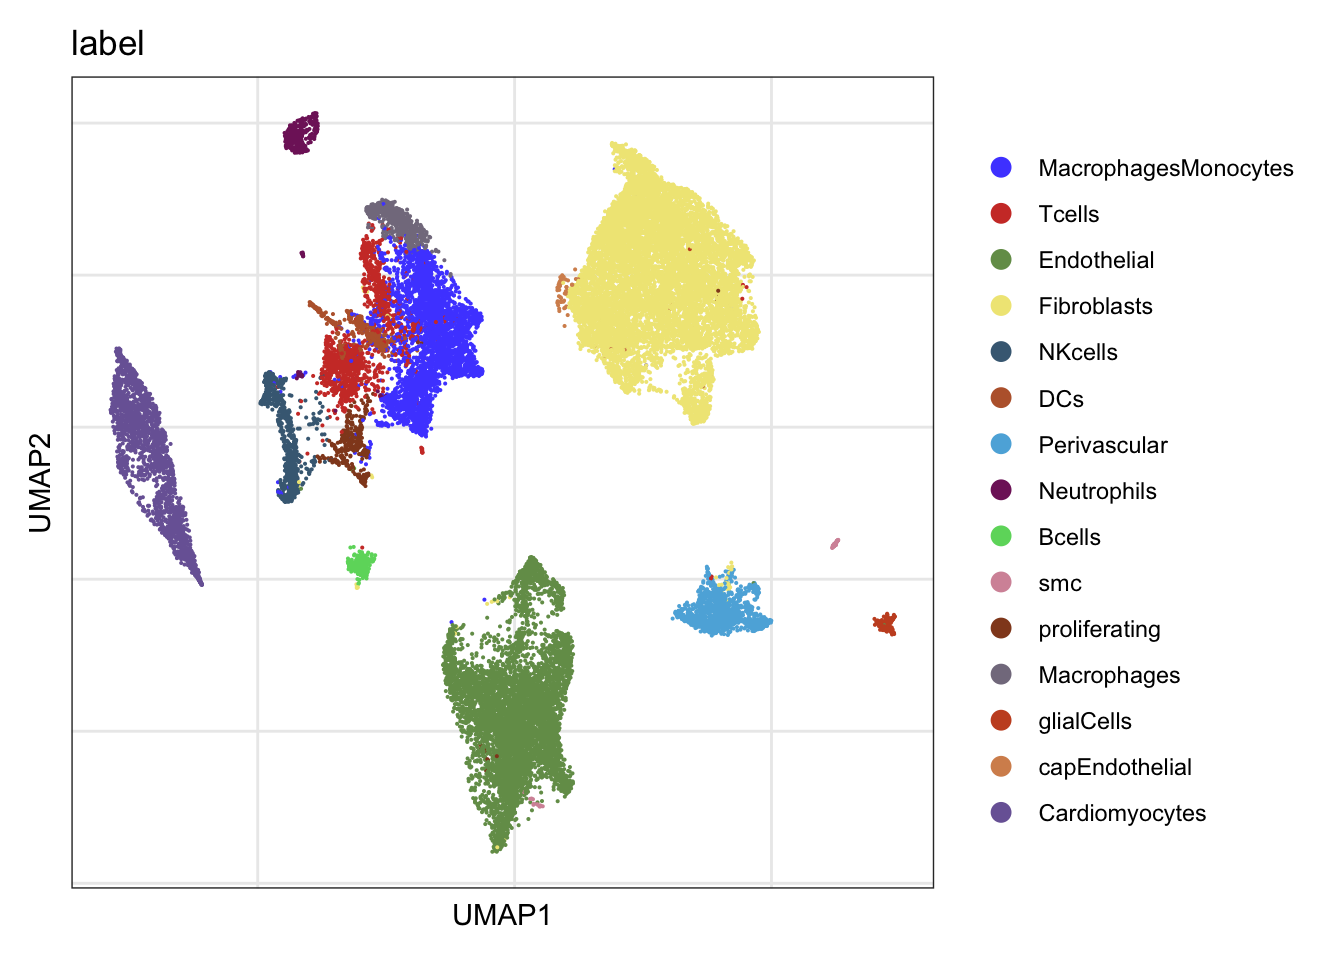 label
MacrophagesMonocytes
Tcells
Endothelial
Fibroblasts
NKcells
DCs
Perivascular
Neutrophils
Bcells
smc
proliferating
Macrophages
glialCells
capEndothelial
Cardiomyocytes
UMAP2
UMAP1